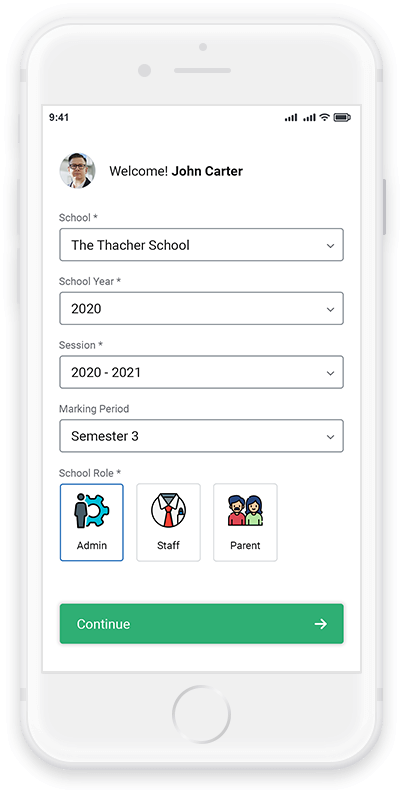 9:41
Welcome! John Carter
School *
The Thacher School
School Year *
2020
Session *
2020 - 2021
Marking Period
Semester 3
School Role *
Admin Staff Parent
Continue